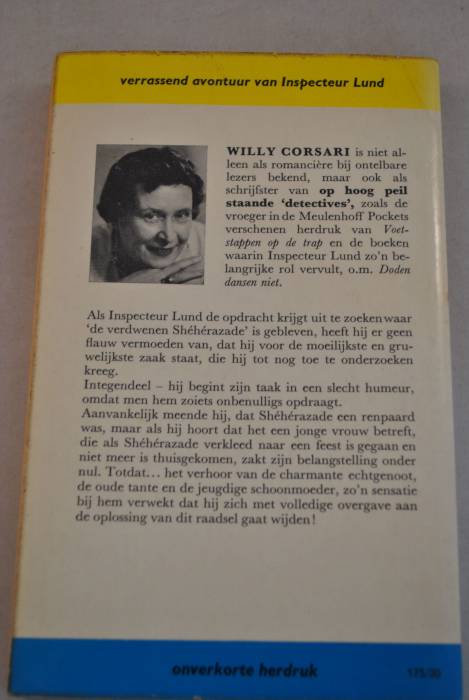 verrassend avontuur van Inspecteur Lund
WILLY CORSARI is niet al-
leen als romancière bij ontelbare
lezers bekend, maar ook als
schrijfster van op hoog peil
staande ‘detectives’, zoals de
vroeger in de Meulenhoff Pockets
verschenen herdruk van Voet-
stappen op de trap en de boeken
waarin Inspecteur Lund zo'n be-
langrijke rol vervult, o.m. Doden
dansen niet.
Als Inspecteur Lund de opdracht krijgt uit te zoeken waar
‘de verdwenen Shéhérazade’ is gebleven, heeft hij er geen
flauw vermoeden van, dat hij voor de moeilijkste en gru-
welijkste zaak staat, die hij tot nog toe te onderzoeken
kreeg.
Integendeel – hij begint zijn taak in een slecht humeur,
omdat men hem zoiets onbenulligs opdraagt.
Aanvankelijk meende hij, dat Shéhérazade een renpaard
was, maar als hij hoort dat het een jonge vrouw betreft,
die als Shéhérazade verkleed naar een feest is gegaan en
niet meer is thuisgekomen, zakt zijn belangstelling onder
nul. Totdat... het verhoor van de charmante echtgenoot,
de oude tante en de jeugdige schoonmoeder, zo'n sensatie
bij hem verwekt dat hij zich met volledige overgave aan
de oplossing van dit raadsel gaat wijden!
onverkorte herdruk
175/30